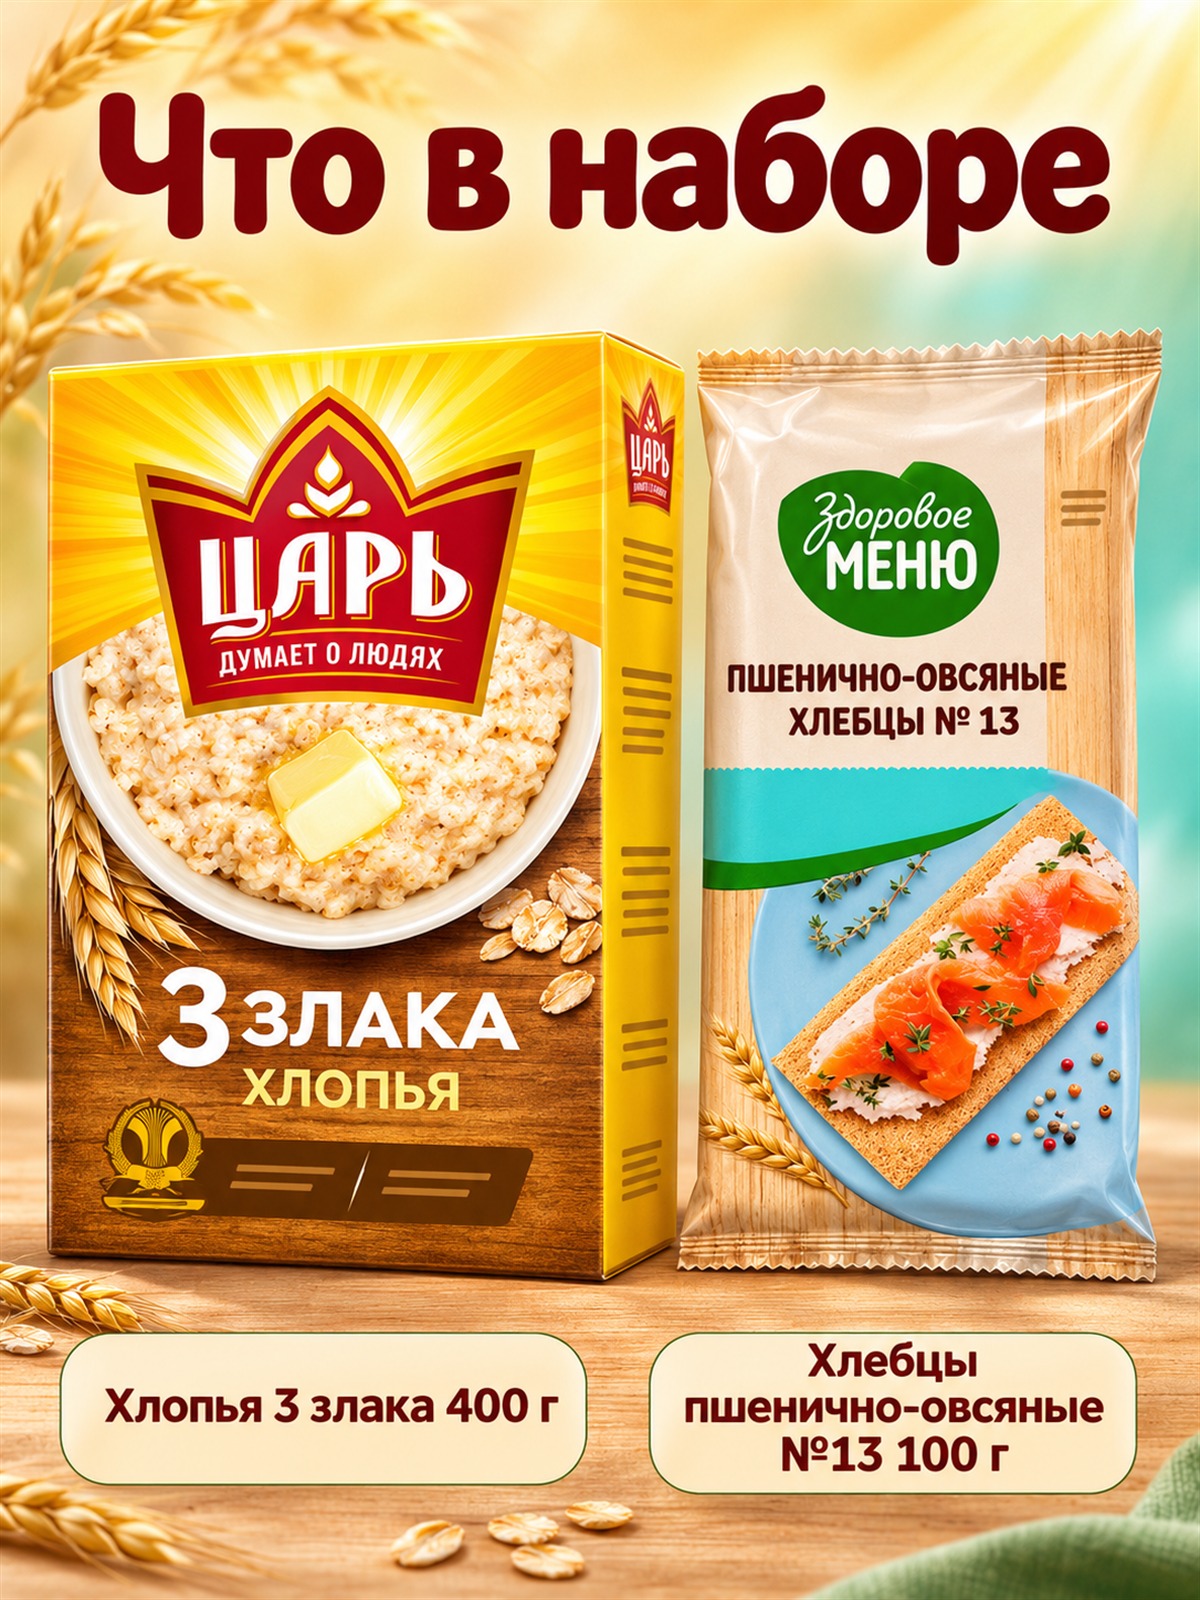 Что в наборе
ЦАРЬ
ДУМАЕТ О ЛЮДЯХ
3 ЗЛАКА
ХЛОПЬЯ
ЦАРЬ
Здоровое
МЕНЮ
ПШЕНИЧНО-ОВСЯНЫЕ
ХЛЕБЦЫ № 13
Хлопья 3 злака 400 г
Хлебцы
пшенично-овсяные
№13 100 г